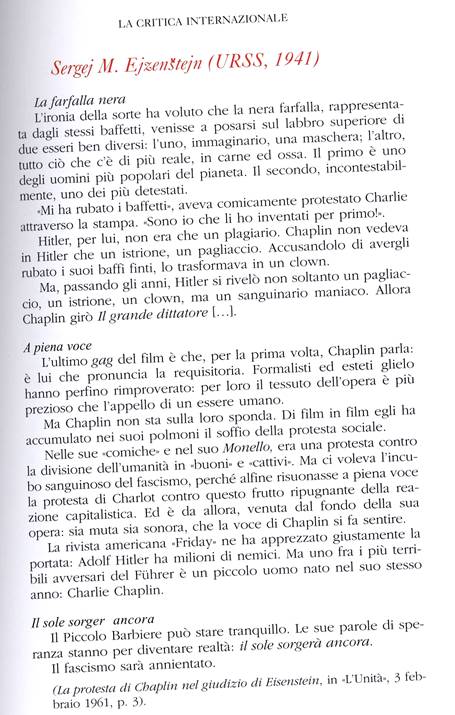 LA CRITICA INTERNAZIONALE
Sergej M. Ejzenštejn (URSS, 1941)
La farfalla nera
L'ironia della sorte ha voluto che la nera farfalla, rappresenta-
ta dagli stessi baffetti, venisse a posarsi sul labbro superiore di
due esseri ben diversi: l'uno, immaginario, una maschera; l'altro,
tutto ciò che c'è di più reale, in carne ed ossa. Il primo è uno
degli uomini più popolari del pianeta. Il secondo, incontestabil-
mente, uno dei più detestati.
«Mi ha rubato i baffetti», aveva comicamente protestato Charlie
attraverso la stampa. «Sono io che li ho inventati per primo!».
Hitler, per lui, non era che un plagiario. Chaplin non vedeva
in Hitler che un istrione, un pagliaccio. Accusandolo di avergli
rubato i suoi baffi finti, lo trasformava in un clown.
Ma, passando gli anni, Hitler si rivelò non soltanto un pagliac-
cio, un istrione, un clown, ma un sanguinario maniaco. Allora
Chaplin girò Il grande dittatore [...].
A piena voce
L'ultimo gag del film è che, per la prima volta, Chaplin parla:
è lui che pronuncia la requisitoria. Formalisti ed esteti glielo
hanno perfino rimproverato: per loro il tessuto dell'opera è più
prezioso che l'appello di un essere umano.
Ma Chaplin non sta sulla loro sponda. Di film in film egli ha
accumulato nei suoi polmoni il soffio della protesta sociale.
Nelle sue «comiche» e nel suo Monello, era una protesta contro
la divisione dell'umanità in «buoni» e «cattivi». Ma ci voleva l'incu-
bo sanguinoso del fascismo, perché alfine risuonasse a piena voce
la protesta di Charlot contro questo frutto ripugnante della rea-
zione capitalistica. Ed è da allora, venuta dal fondo della sua
opera: sia muta sia sonora, che la voce di Chaplin si fa sentire.
La rivista americana «Friday» ne ha apprezzato giustamente la
portata: Adolf Hitler ha milioni di nemici. Ma uno fra i più terri-
bili avversari del Führer è un piccolo uomo nato nel suo stesso
anno: Charlie Chaplin.
Il sole sorger ancora
Il Piccolo Barbiere può stare tranquillo. Le sue parole di spe-
ranza stanno per diventare realtà: il sole sorgerà ancora.
Il fascismo sarà annientato.
(La protesta di Chaplin nel giudizio di Eisenstein, in «L'Unità», 3 feb-
braio 1961, p. 3).